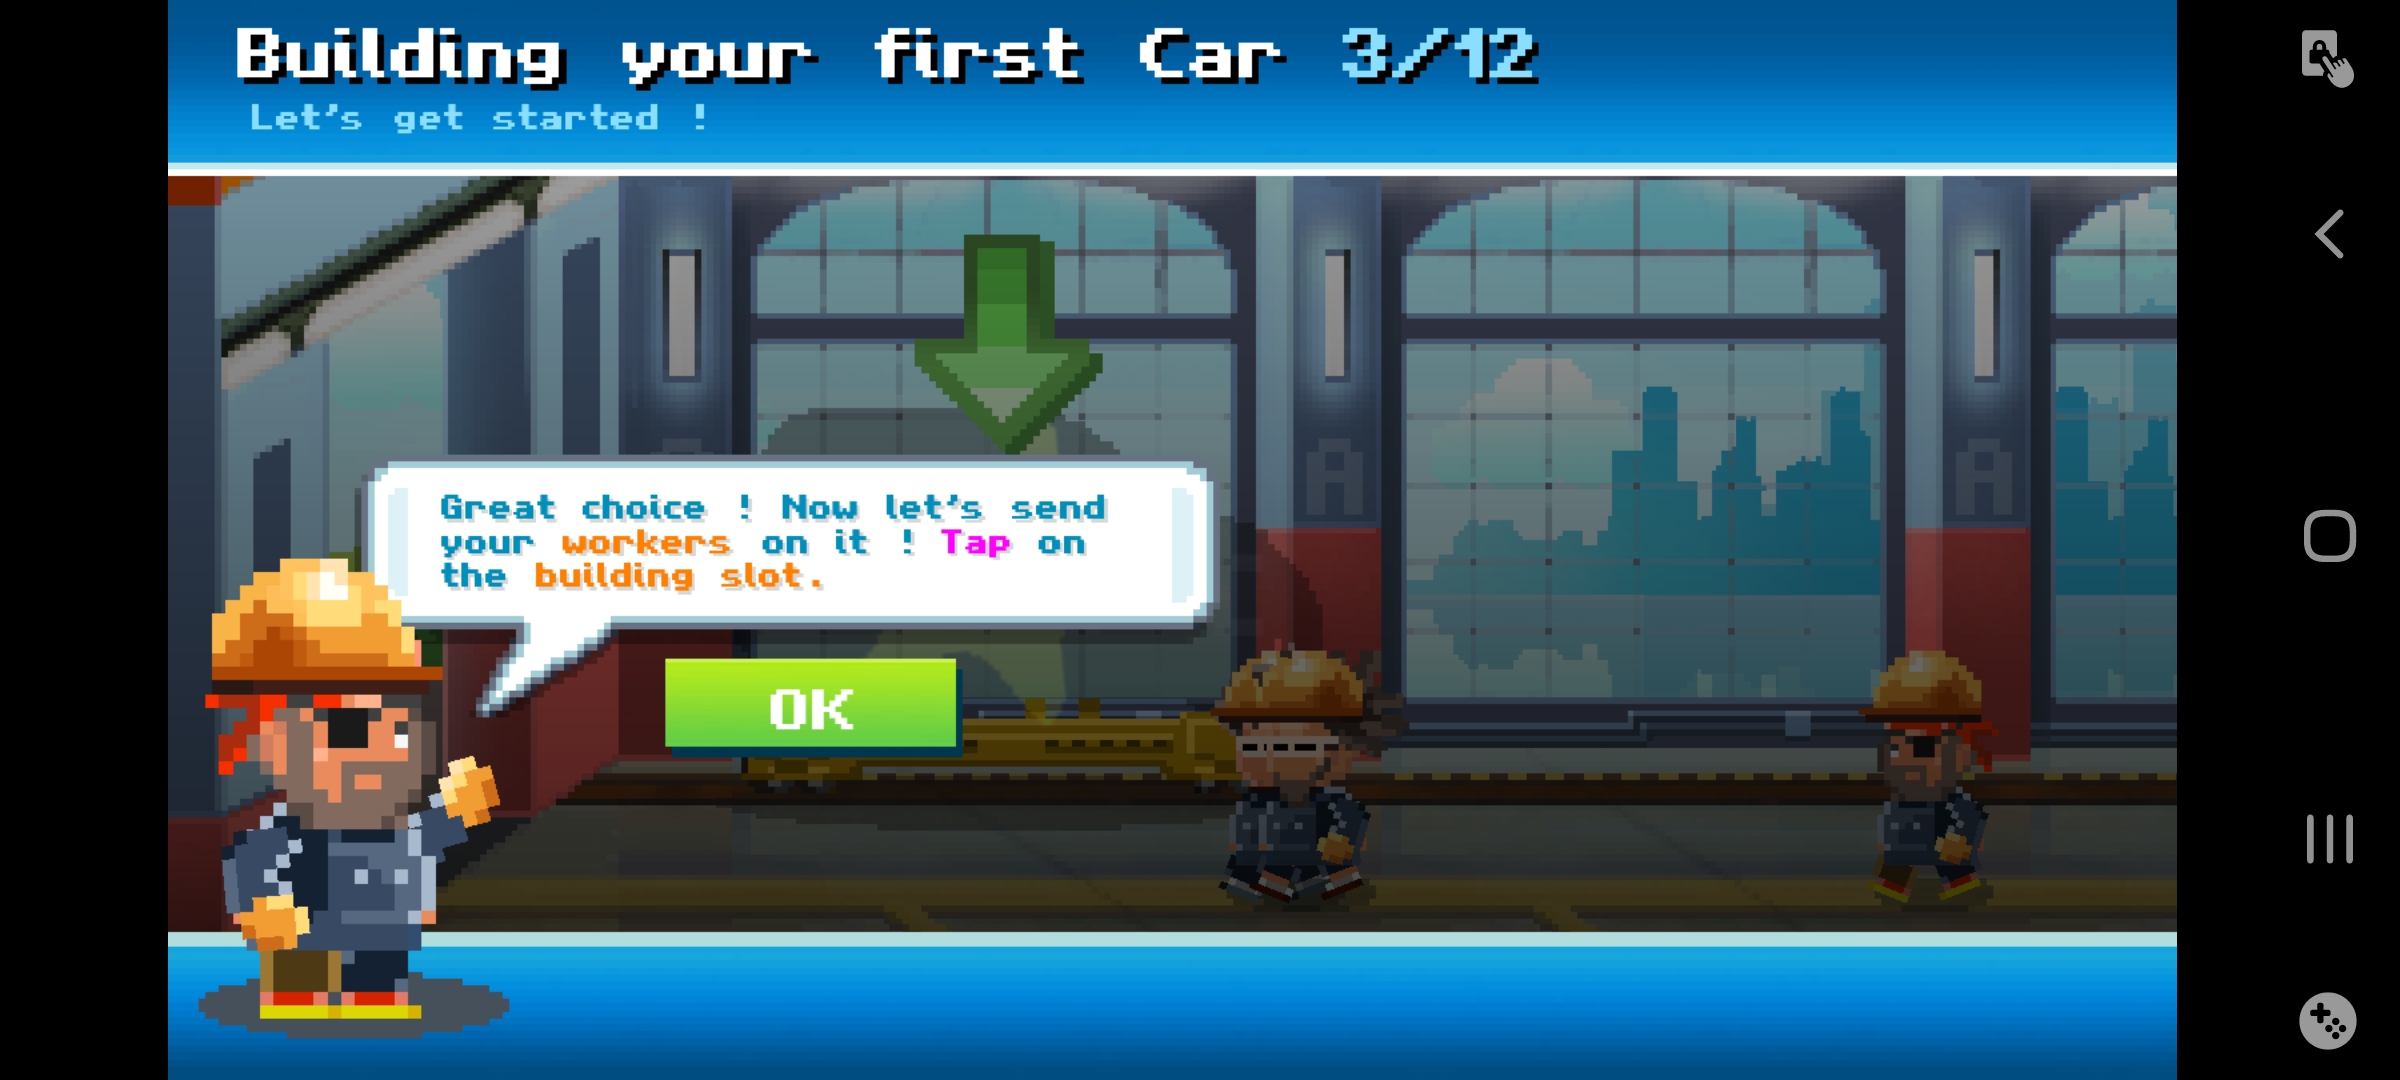 Building your first Car 3/12
Let's get started !
A
A
Great choice ! Now let's send
your workers on it ! Tap on
the building slot.
OK